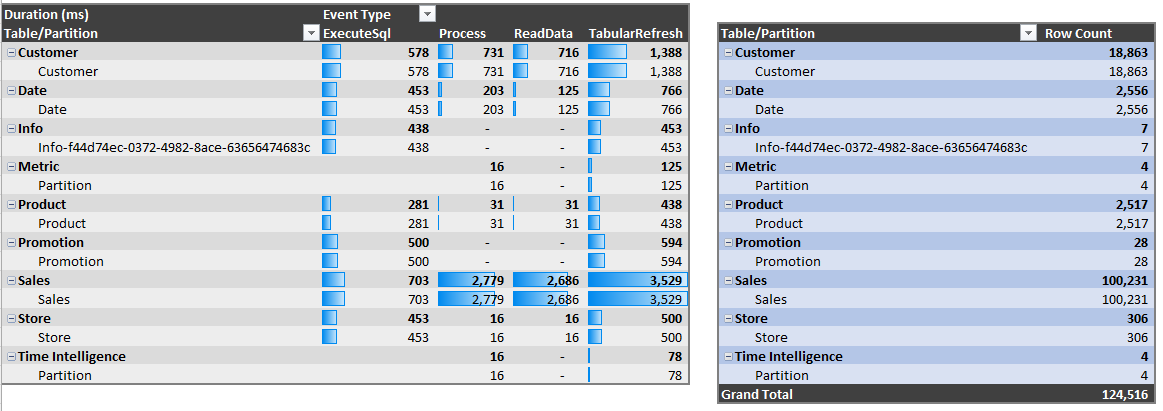 Duration (ms) Event Type
Table/Partition ExecuteSql Process ReadData TabularRefresh
Customer 578 731 716 1,388
Customer 578 731 716 1,388
Date 453 203 125 766
Date 453 203 125 766
Info 438 - - 453
Info-f44d74ec-0372-4982-8ace-63656474683c 438 - - 453
Metric 16 - 125
Partition 16 - 125
Product 281 31 31 438
Product 281 31 31 438
Promotion 500 - - 594
Promotion 500 - - 594
Sales 703 2,779 2,686 3,529
Sales 703 2,779 2,686 3,529
Store 453 16 16 500
Store 453 16 16 500
Time Intelligence 16 - 78
Partition 16 - 78
Table/Partition Row Count
Customer 18,863
Customer 18,863
Date 2,556
Date 2,556
Info 7
Info-f44d74ec-0372-4982-8ace-63656474683c 7
Metric 4
Partition 4
Product 2,517
Product 2,517
Promotion 28
Promotion 28
Sales 100,231
Sales 100,231
Store 306
Store 306
Time Intelligence 4
Partition 4
Grand Total 124,516